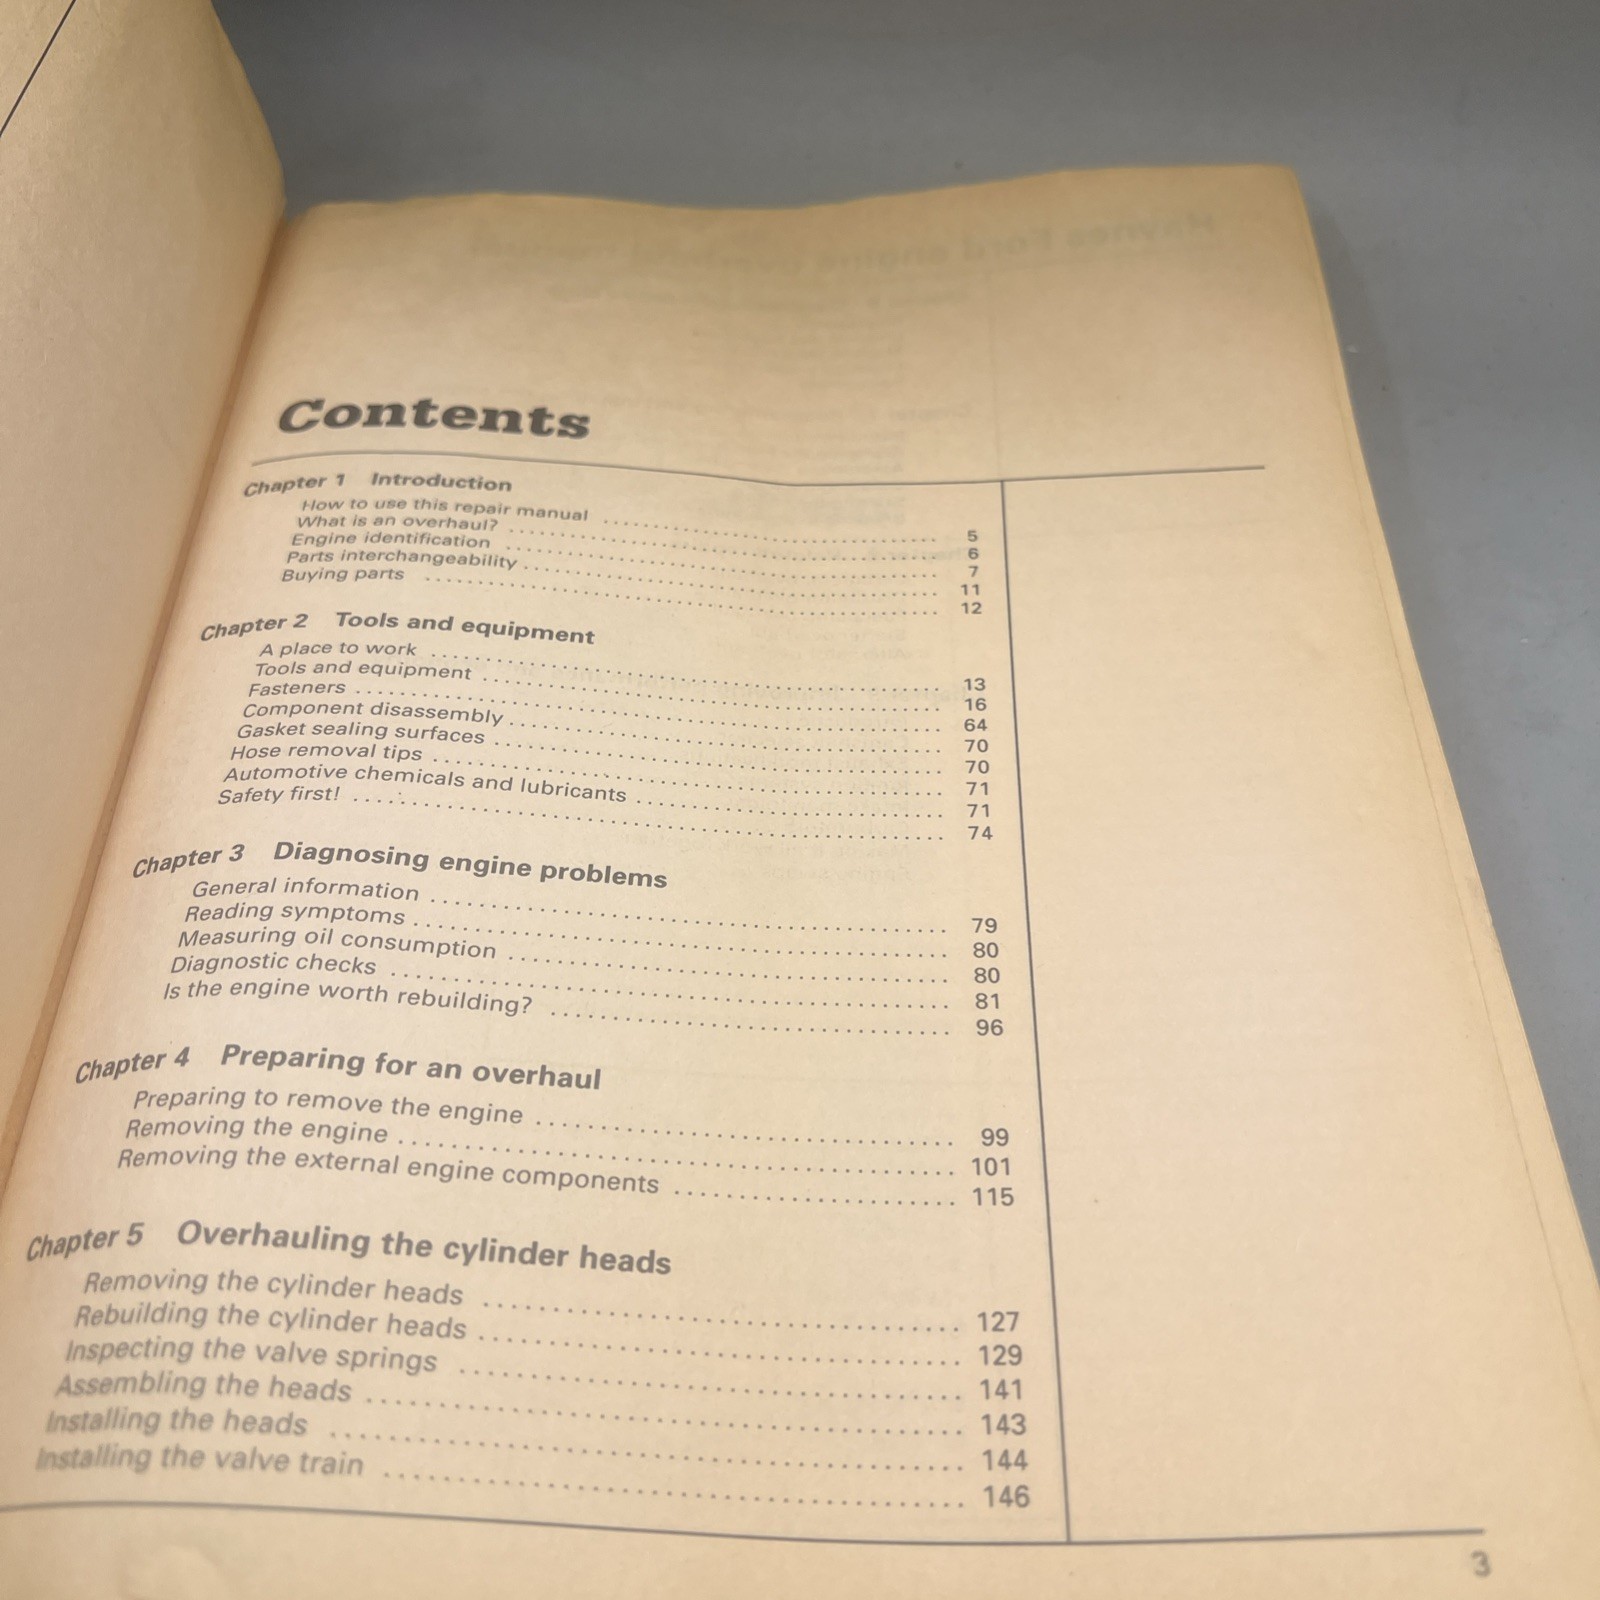 Contents
Chapter 1 Introduction
How to use this repair manual .......... 5
What is an overhaul? .......... 6
Engine identification .......... 7
Parts interchangeability .......... 11
Buying parts .......... 12
Chapter 2 Tools and equipment
A place to work .......... 13
Tools and equipment .......... 16
Fasteners .......... 64
Component disassembly .......... 70
Gasket sealing surfaces .......... 70
Hose removal tips .......... 71
Automotive chemicals and lubricants .......... 71
Safety first! .......... 74
Chapter 3 Diagnosing engine problems
General information .......... 79
Reading symptoms .......... 80
Measuring oil consumption .......... 80
Diagnostic checks .......... 81
Is the engine worth rebuilding? .......... 96
Chapter 4 Preparing for an overhaul
Preparing to remove the engine .......... 99
Removing the engine .......... 101
Removing the external engine components .......... 115
Chapter 5 Overhauling the cylinder heads
Removing the cylinder heads .......... 127
Rebuilding the cylinder heads .......... 129
Inspecting the valve springs .......... 141
Assembling the heads .......... 143
Installing the heads .......... 144
Installing the valve train .......... 146
3